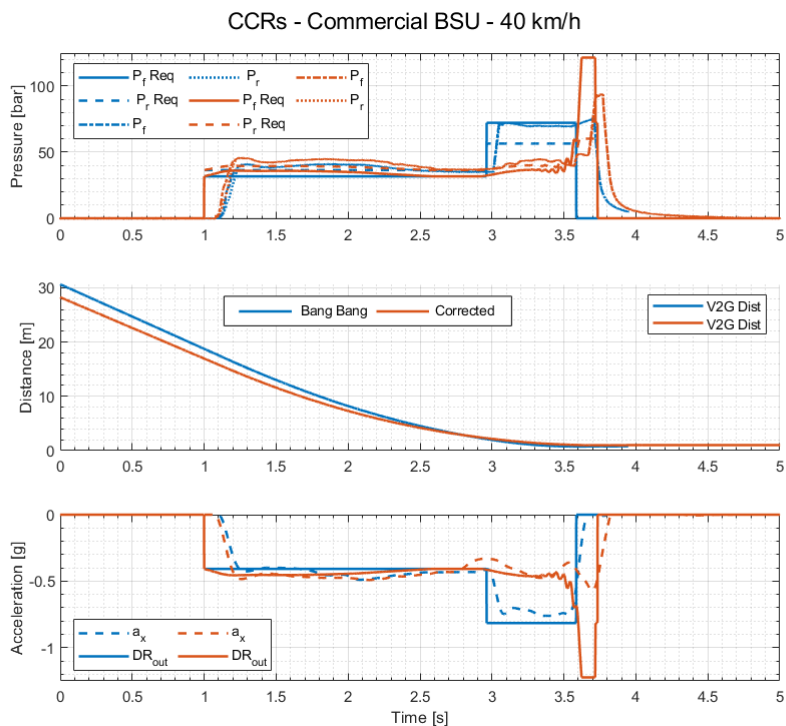 CCRs - Commercial BSU - 40 km/h
Pressure [bar]
100
50
0
P_f Req
P_r
P_f
P_r Req
P_f Req
P_r
P_f
P_r Req
0 0.5 1 1.5 2 2.5 3 3.5 4 4.5 5
Distance [m]
30
20
10
0
Bang Bang Corrected
V2G Dist
V2G Dist
0 0.5 1 1.5 2 2.5 3 3.5 4 4.5 5
Acceleration [g]
0
-0.5
-1
a_x a_x
DR_out DR_out
0 0.5 1 1.5 2 2.5 3 3.5 4 4.5 5
Time [s]